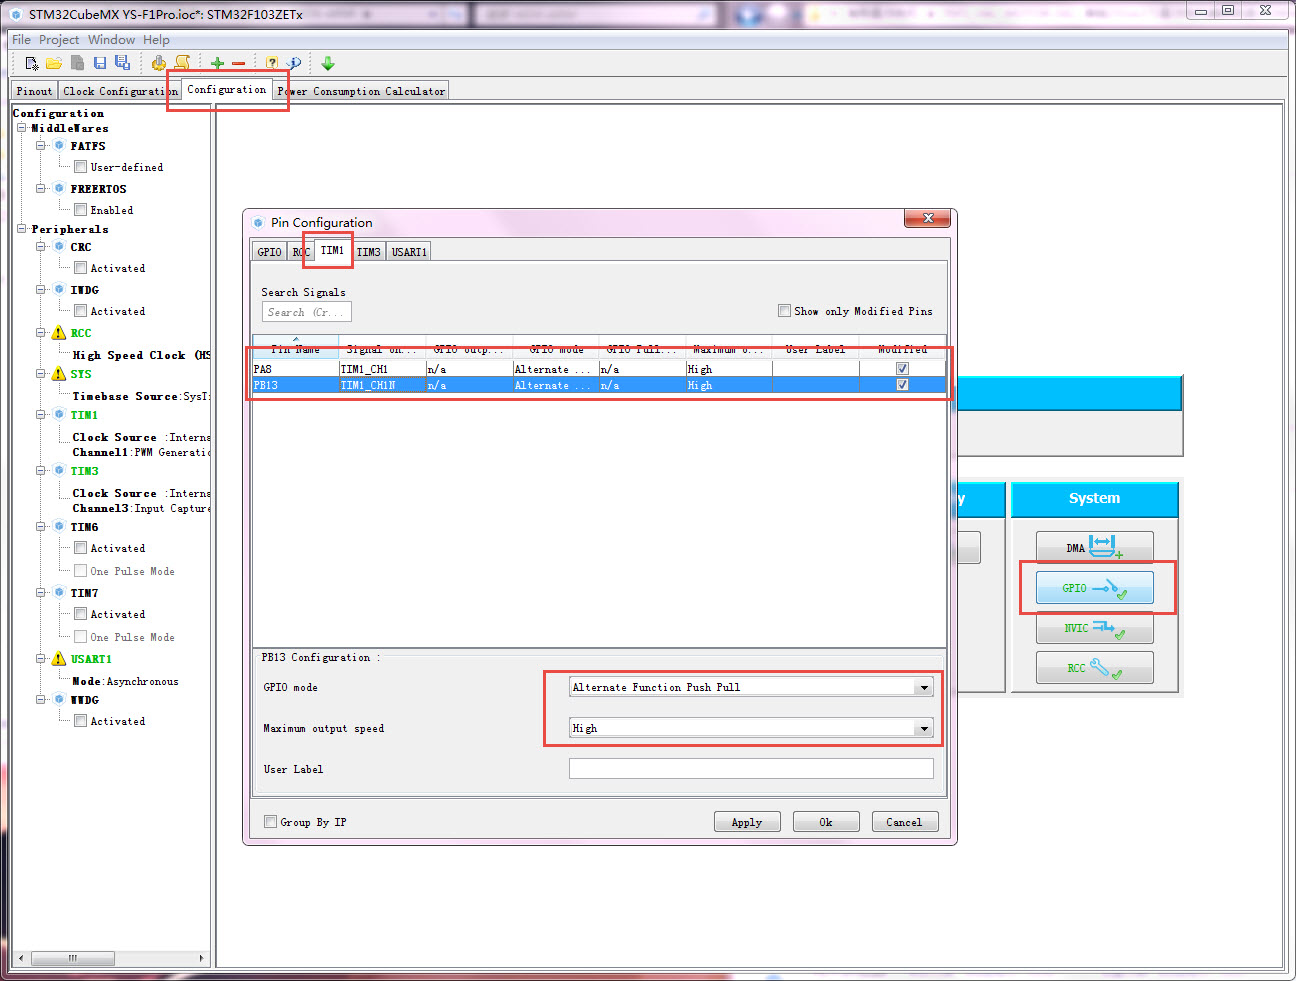 STM32CubeMX YS-F1Pro.ioc*: STM32F103ZETx
File Project Window Help
Pinout Clock Configuration Configuration Power Consumption Calculator
Configuration
MiddleWares
FATFS
User-defined
FREERTOS
Enabled
Peripherals
CRC
Activated
IWDG
Activated
RCC
High Speed Clock (HS
SYS
Timebase Source:SysT:
TIM1
Clock Source :Interna
Channel1:PWM Generatio
TIM3
Clock Source :Interna
Channel3:Input Capture
TIM6
Activated
One Pulse Mode
TIM7
Activated
One Pulse Mode
USART1
Mode:Asynchronous
WWDG
Activated
Pin Configuration
GPIO RCC TIM1 TIM3 USART1
Search Signals
Search (Cr...
Show only Modified Pins
Pin Name Signal on... GPIO outp... GPIO mode GPIO Pull... Maximum o... User Label Modified
PA8 TIM1_CH1 n/a Alternate ... n/a High
PB13 TIM1_CH1N n/a Alternate ... n/a High
PB13 Configuration :
GPIO mode Alternate Function Push Pull
Maximum output speed High
User Label
Group By IP
Apply Ok Cancel
y
System
DMA
GPIO
NVIC
RCC